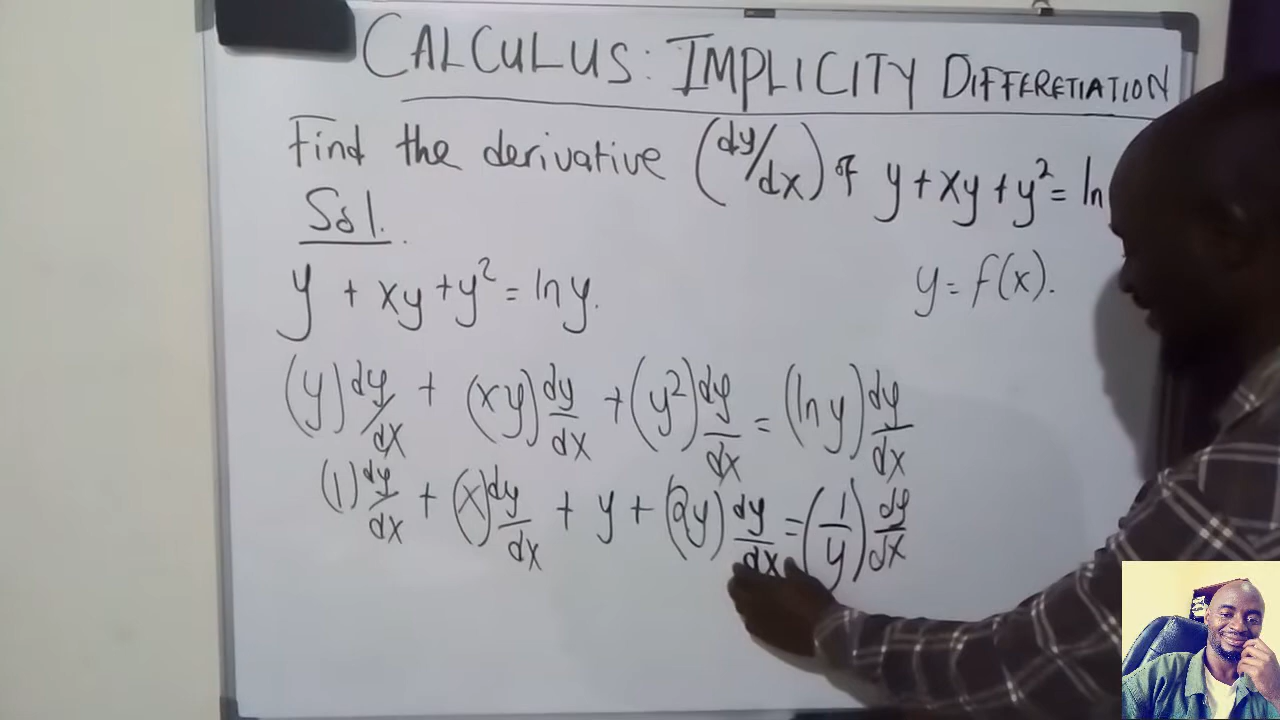 CALCULUS: IMPLICITY DIFFERETIATION
Find the derivative (dy/dx) of y + xy + y² = ln
Sol.
y + xy + y² = ln y.
y = f(x).
(y) dy/dx + (xy) dy/dx + (y²) dy/dx = (ln y) dy/dx
(1) dy/dx + (x) dy/dx + y + (2y) dy/dx = (1/y) dy/dx